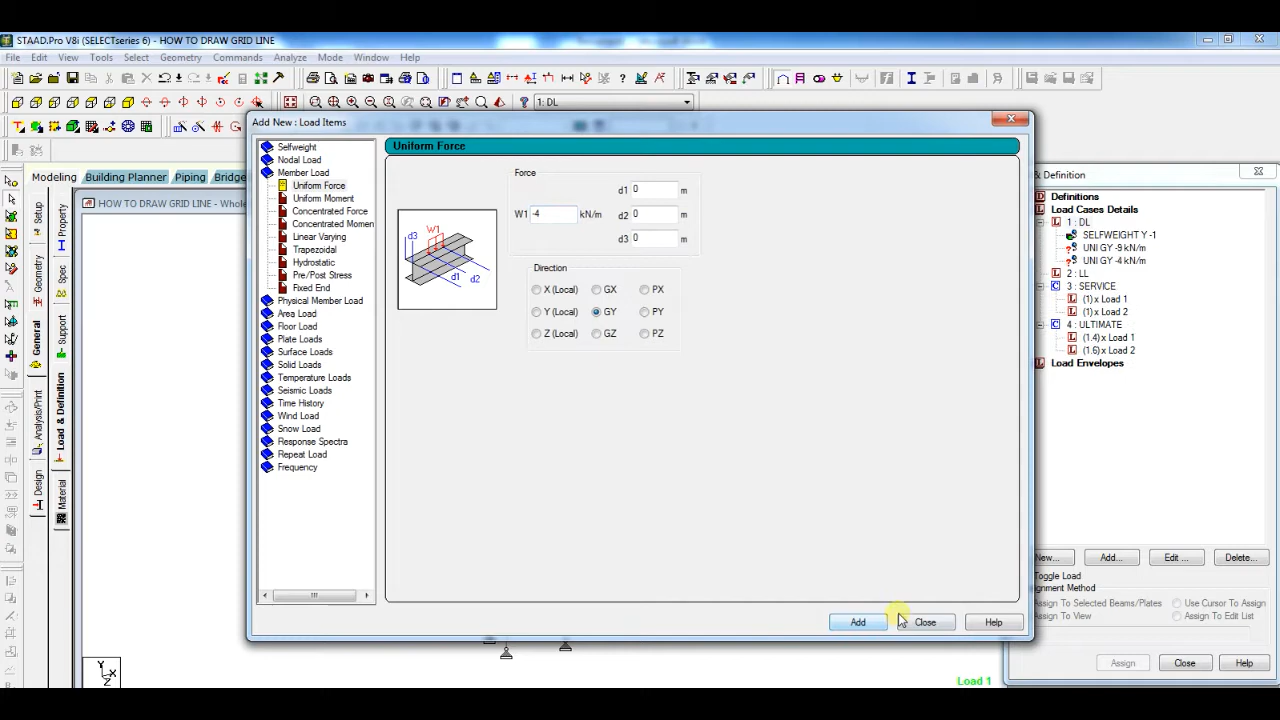 STAAD.Pro V8i (SELECTseries 6) - HOW TO DRAW GRID LINE
File Edit View Tools Select Geometry Commands Analyze Mode Window Help
1: DL
Modeling Building Planner Piping Bridge
HOW TO DRAW GRID LINE - Whole
Setup
Geometry
General
Analysis/Print
Design
Property
Spec
Support
Load & Definition
Material
Add New : Load Items
Selfweight
Nodal Load
Member Load
Uniform Force
Uniform Moment
Concentrated Force
Concentrated Momen
Linear Varying
Trapezoidal
Hydrostatic
Pre/Post Stress
Fixed End
Physical Member Load
Area Load
Floor Load
Plate Loads
Surface Loads
Solid Loads
Temperature Loads
Seismic Loads
Time History
Wind Load
Snow Load
Response Spectra
Repeat Load
Frequency
Uniform Force
W1
d3
d1
d2
Force
W1 -4 kN/m
d1 0 m
d2 0 m
d3 0 m
Direction
X (Local) GX PX
Y (Local) GY PY
Z (Local) GZ PZ
Add Close Help
& Definition
Definitions
Load Cases Details
1 : DL
SELFWEIGHT Y -1
UNI GY -9 kN/m
UNI GY -4 kN/m
2 : LL
3 : SERVICE
(1) x Load 1
(1) x Load 2
4 : ULTIMATE
(1.4) x Load 1
(1.6) x Load 2
Load Envelopes
New... Add... Edit ... Delete...
Toggle Load
ignment Method
Assign To Selected Beams/Plates Use Cursor To Assign
Assign To View Assign To Edit List
Assign Close Help
Y
X
Z
Load 1